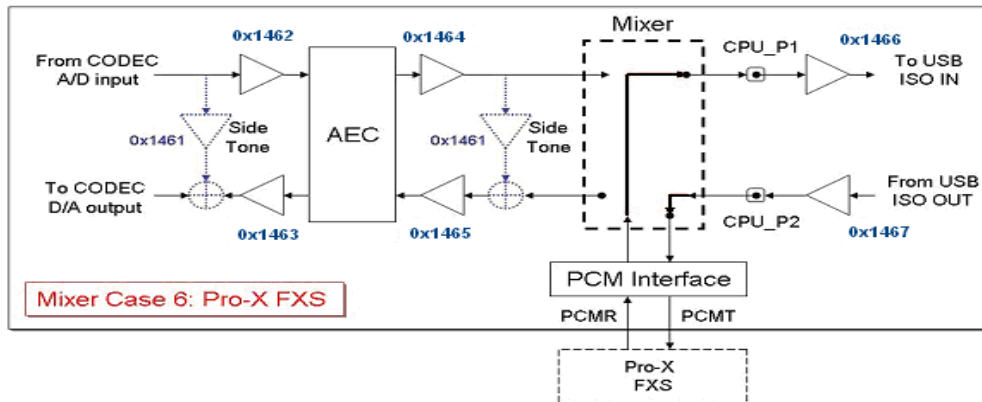 Mixer
0x1462
0x1464
CPU_P1
0x1466
From CODEC
A/D input
To USB
ISO IN
AEC
0x1461
Side
Tone
0x1461
Side
Tone
To CODEC
D/A output
From USB
ISO OUT
0x1463
0x1465
CPU_P2
0x1467
PCM Interface
Mixer Case 6: Pro-X FXS
PCMR
PCMT
Pro-X
FXS